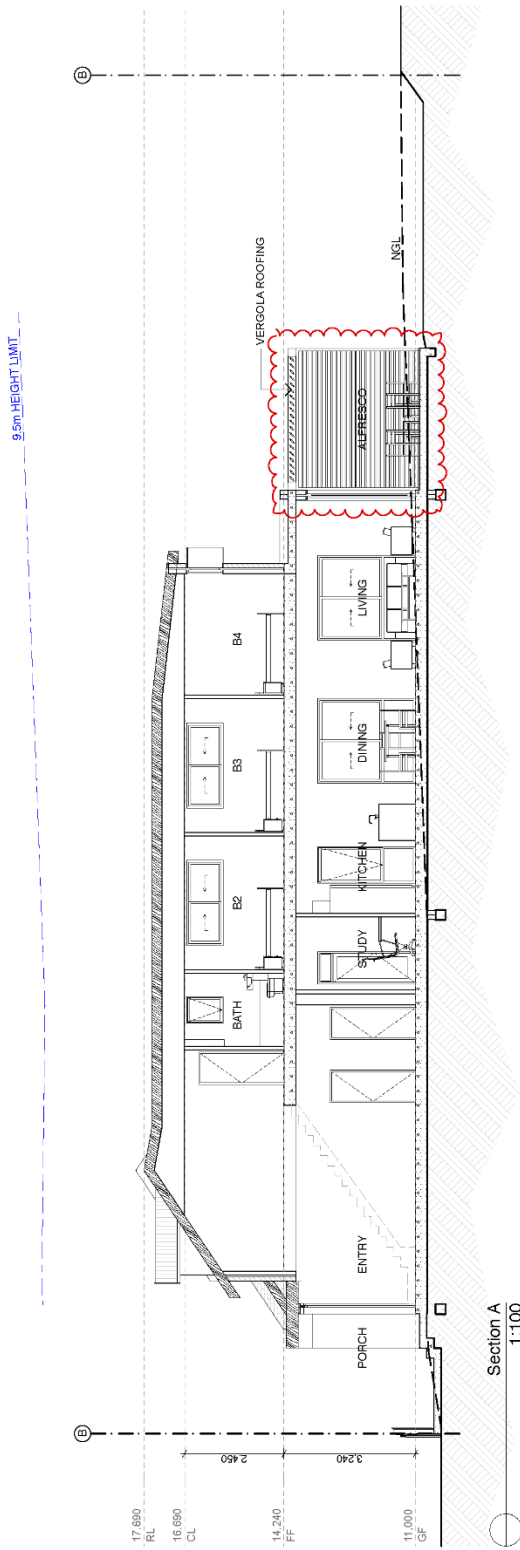 9.5m HEIGHT LIMIT
B
B
17,690
RL
16,690
CL
14,240
FF
11,000
GF
2,450
3,240
VERGOLA ROOFING
NGL
BATH
B2
B3
B4
PORCH
ENTRY
STUDY
KITCHEN
DINING
LIVING
ALFRESCO
Section A
1:100